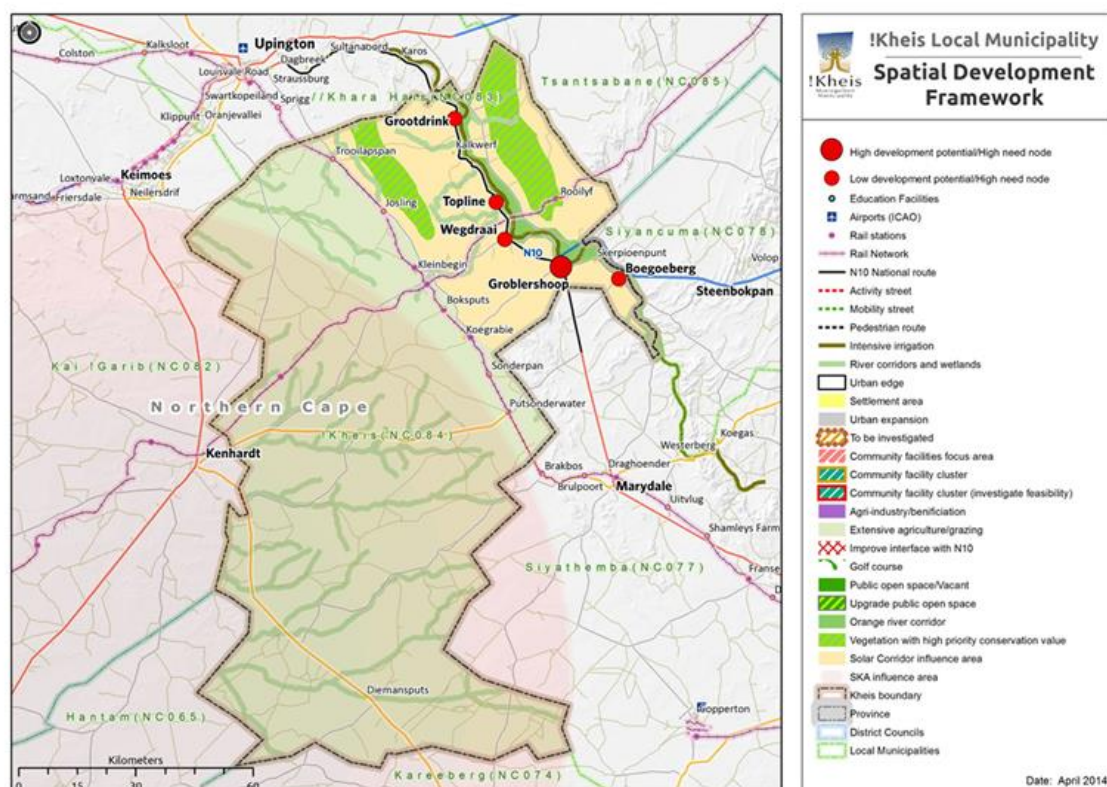 Upington
Kalksloot
Colston
Sultanaoord
Karos
Dagbreek
Louisvale Road
Straussburg
Swartkopeiland
Sprigg
Oranjevallei
Klippunt
Tsantsabane(NC085)
//Khara Hais(NC083)
Grootdrink
Kalkwerf
Trooilapspan
Loxtonvale
Keimoes
Neilersdrif
Friersdale
Rooilyf
Topline
Josling
Wegdraai
Siyancuma(NC078)
N10
Skerpioenpunt
Volop
Kleinbegin
Boegoeberg
Groblershoop
Steenbokpan
Boksputs
Koegrabie
Sonderpan
Kai !Garib(NC082)
Northern Cape
Putsonderwater
!Kheis(NC084)
Westerberg
Koegas
Kenhardt
Brakbos
Draghoender
Brulpoort
Marydale
Uitvlug
Shamleys Farm
Siyathemba(NC077)
Diemansputs
Hantam(NC065)
Kilometers
0 15 60
Kareeberg(NC074)
!Kheis Local Municipality
Spatial Development
Framework
!Kheis
High development potential/High need node
Low development potential/High need node
Education Facilities
Airports (ICAO)
Rail stations
Rail Network
N10 National route
Activity street
Mobility street
Pedestrian route
Intensive irrigation
River corridors and wetlands
Urban edge
Settlement area
Urban expansion
To be investigated
Community facilities focus area
Community facility cluster
Community facility cluster (investigate feasibility)
Agri-industry/benificiation
Extensive agriculture/grazing
Improve interface with N10
Golf course
Public open space/Vacant
Upgrade public open space
Orange river corridor
Vegetation with high priority conservation value
Solar Corridor influence area
SKA influence area
Kheis boundary
Province
District Councils
Local Municipalities
Date: April 2014